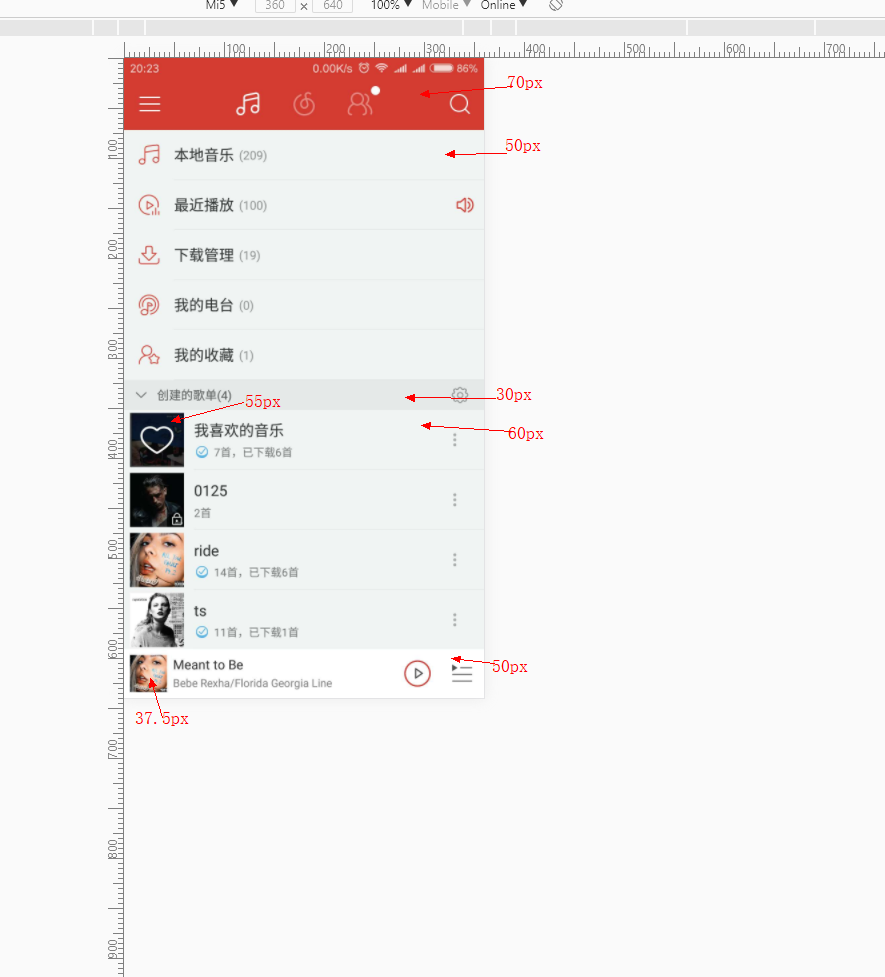 Mi5 ▼ 360 × 640 100% ▼ Mobile ▼ Online ▼
100 200 300 400 500 600 700
20:23 0.00K/s 86%
70px
100
本地音乐 (209)
50px
最近播放 (100)
200
下载管理 (19)
我的电台 (0)
300
我的收藏 (1)
创建的歌单(4)
55px
30px
我喜欢的音乐
60px
400
7首，已下载6首
0125
2首
500
ride
14首，已下载6首
ts
11首，已下载1首
600
Meant to Be
50px
Bebe Rexha/Florida Georgia Line
37.5px
700
800
900